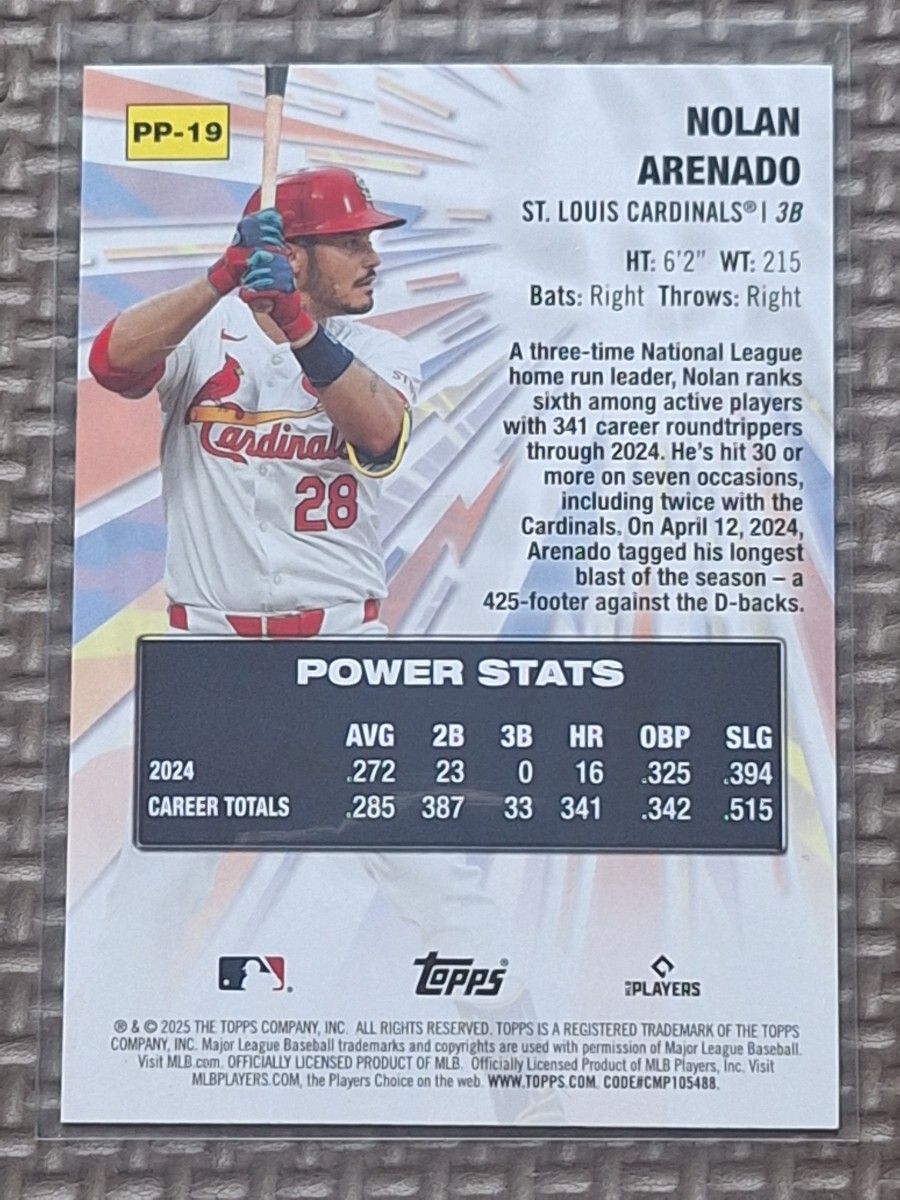 PP-19
NOLAN
ARENADO
ST. LOUIS CARDINALS® | 3B
HT: 6'2" WT: 215
Bats: Right Throws: Right
A three-time National League
home run leader, Nolan ranks
sixth among active players
with 341 career roundtrippers
through 2024. He's hit 30 or
more on seven occasions,
including twice with the
Cardinals. On April 12, 2024,
Arenado tagged his longest
blast of the season – a
425-footer against the D-backs.
Cardinals
28
POWER STATS
AVG 2B 3B HR OBP SLG
2024 .272 23 0 16 .325 .394
CAREER TOTALS .285 387 33 341 .342 .515
Topps®
PLAYERS
® & © 2025 THE TOPPS COMPANY, INC. ALL RIGHTS RESERVED. TOPPS IS A REGISTERED TRADEMARK OF THE TOPPS
COMPANY, INC. Major League Baseball trademarks and copyrights are used with permission of Major League Baseball.
Visit MLB.com. OFFICIALLY LICENSED PRODUCT OF MLB. Officially Licensed Product of MLB Players, Inc. Visit
MLBPLAYERS.COM, the Players Choice on the web. WWW.TOPPS.COM. CODE#CMP105488.